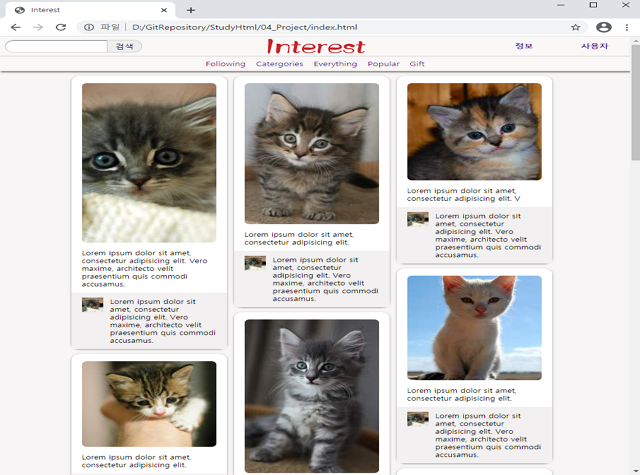 Interest
파일 D:/GitRepository/StudyHtml/04_Project/index.html
검색
Interest
정보
사용자
Following Catergories Everything Popular Gift
Lorem ipsum dolor sit amet,
consectetur adipisicing elit. Vero
maxime, architecto velit
praesentium quis commodi
accusamus.
Lorem ipsum dolor sit
amet, consectetur
adipisicing elit. Vero
maxime, architecto velit
praesentium quis
commodi accusamus.
Lorem ipsum dolor sit amet,
consectetur adipisicing elit.
Lorem ipsum dolor sit amet,
consectetur adipisicing elit.
Lorem ipsum dolor sit
amet, consectetur
adipisicing elit. Vero
maxime, architecto velit
praesentium quis commodi
accusamus.
Lorem ipsum dolor sit amet,
consectetur adipisicing elit. V
Lorem ipsum dolor sit
amet, consectetur
adipisicing elit. Vero
maxime, architecto velit
praesentium quis commodi
accusamus.
Lorem ipsum dolor sit amet,
consectetur adipisicing elit.
Lorem ipsum dolor sit
amet, consectetur
adipisicing elit. Vero
maxime, architecto velit
praesentium quis commodi
accusamus.